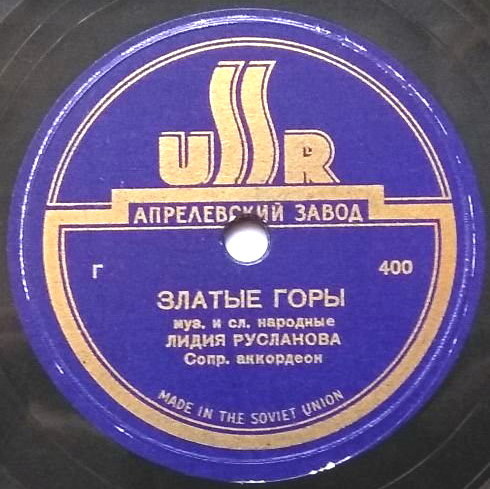 USSR
АПРЕЛЕВСКИЙ ЗАВОД
Г 400
ЗЛАТЫЕ ГОРЫ
муз. и сл. народные
ЛИДИЯ РУСЛАНОВА
Сопр. аккордеон
MADE IN THE SOVIET UNION